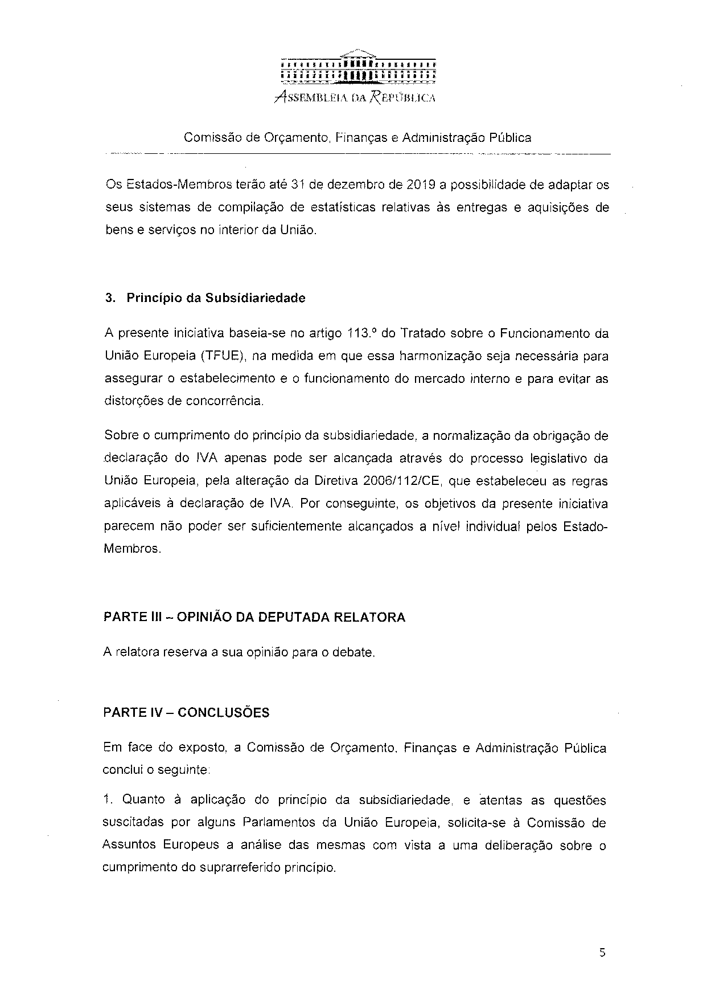 ASSEMBLEIA DA REPÚBLICA
Comissão de Orçamento, Finanças e Administração Pública
Os Estados-Membros terão até 31 de dezembro de 2019 a possibilidade de adaptar os
seus sistemas de compilação de estatísticas relativas às entregas e aquisições de
bens e serviços no interior da União.
3. Princípio da Subsidiariedade
A presente iniciativa baseia-se no artigo 113.º do Tratado sobre o Funcionamento da
União Europeia (TFUE), na medida em que essa harmonização seja necessária para
assegurar o estabelecimento e o funcionamento do mercado interno e para evitar as
distorções de concorrência.
Sobre o cumprimento do princípio da subsidiariedade, a normalização da obrigação de
declaração do IVA apenas pode ser alcançada através do processo legislativo da
União Europeia, pela alteração da Diretiva 2006/112/CE, que estabeleceu as regras
aplicáveis à declaração de IVA. Por conseguinte, os objetivos da presente iniciativa
parecem não poder ser suficientemente alcançados a nível individual pelos Estado-
Membros.
PARTE III – OPINIÃO DA DEPUTADA RELATORA
A relatora reserva a sua opinião para o debate.
PARTE IV – CONCLUSÕES
Em face do exposto, a Comissão de Orçamento, Finanças e Administração Pública
conclui o seguinte:
1. Quanto à aplicação do princípio da subsidiariedade, e atentas as questões
suscitadas por alguns Parlamentos da União Europeia, solicita-se à Comissão de
Assuntos Europeus a análise das mesmas com vista a uma deliberação sobre o
cumprimento do suprarreferido princípio.
5